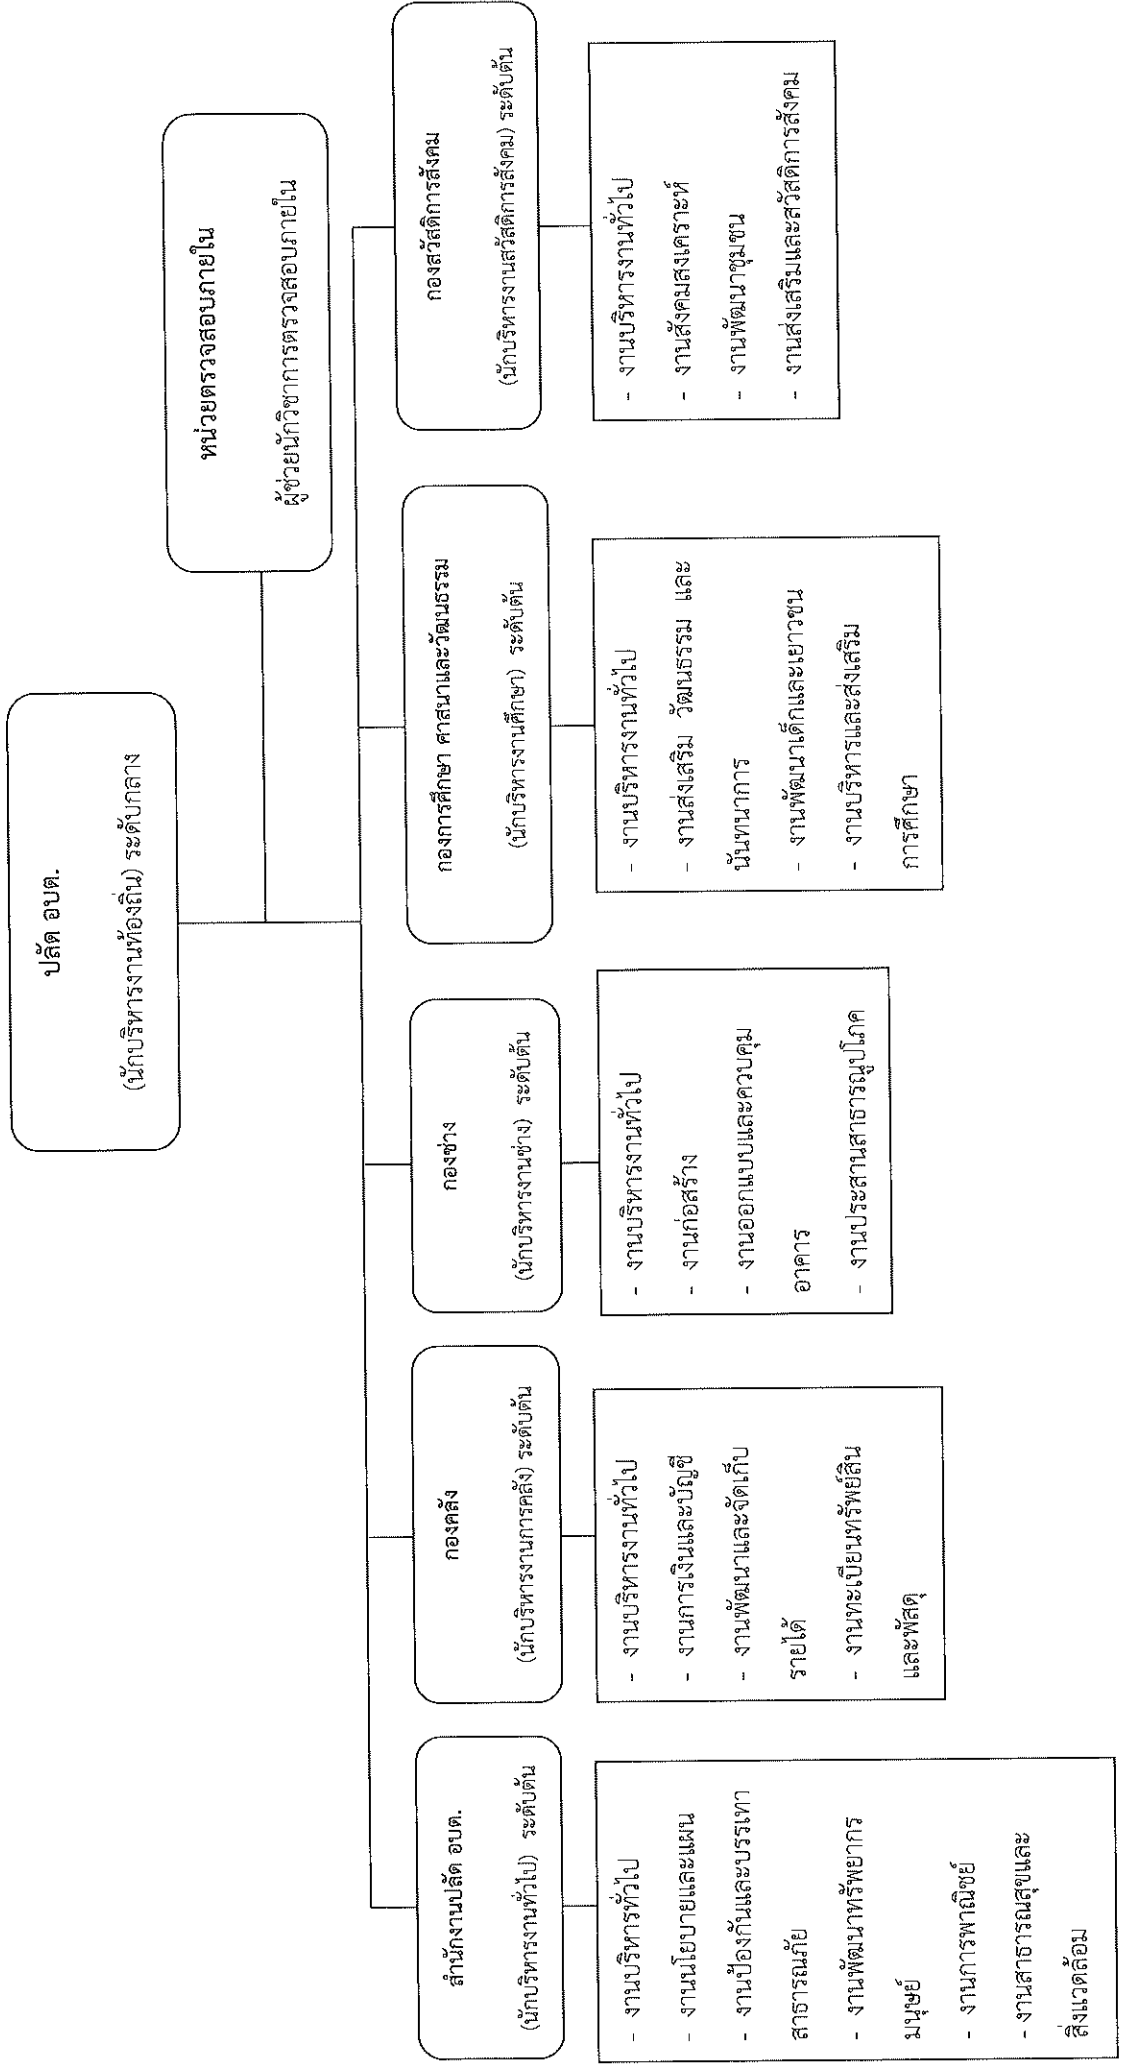 ปลัด อบต.
(นักบริหารงานท้องถิ่น) ระดับกลาง
หน่วยตรวจสอบภายใน
ผู้ช่วยนักวิชาการตรวจสอบภายใน
สำนักงานปลัด อบต.
(นักบริหารงานทั่วไป) ระดับต้น
- งานบริหารทั่วไป
- งานนโยบายและแผน
- งานป้องกันและบรรเทา
สาธารณภัย
- งานพัฒนาทรัพยากร
มนุษย์
- งานการพาณิชย์
- งานสาธารณสุขและ
สิ่งแวดล้อม
กองคลัง
(นักบริหารงานการคลัง) ระดับต้น
- งานบริหารงานทั่วไป
- งานการเงินและบัญชี
- งานพัฒนาและจัดเก็บ
รายได้
- งานทะเบียนทรัพย์สิน
และพัสดุ
กองช่าง
(นักบริหารงานช่าง) ระดับต้น
- งานบริหารงานทั่วไป
- งานก่อสร้าง
- งานออกแบบและควบคุม
อาคาร
- งานประสานสาธารณูปโภค
กองการศึกษา ศาสนาและวัฒนธรรม
(นักบริหารงานศึกษา) ระดับต้น
- งานบริหารงานทั่วไป
- งานส่งเสริม วัฒนธรรม และ
นันทนาการ
- งานพัฒนาเด็กและเยาวชน
- งานบริหารและส่งเสริม
การศึกษา
กองสวัสดิการสังคม
(นักบริหารงานสวัสดิการสังคม) ระดับต้น
- งานบริหารงานทั่วไป
- งานสังคมสงเคราะห์
- งานพัฒนาชุมชน
- งานส่งเสริมและสวัสดิการสังคม